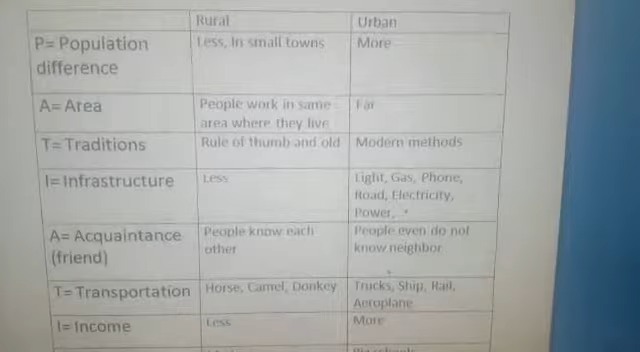 Rural Urban
P= Population Less, In small towns More
difference
A= Area People work in same Far
area where they live
T= Traditions Rule of thumb and old Modern methods
I= Infrastructure Less Light, Gas, Phone,
Road, Electricity,
Power,
A= Acquaintance People know each People even do not
(friend) other know neighbor
T= Transportation Horse, Camel, Donkey Trucks, Ship, Rail,
Aeroplane
I= Income Less More